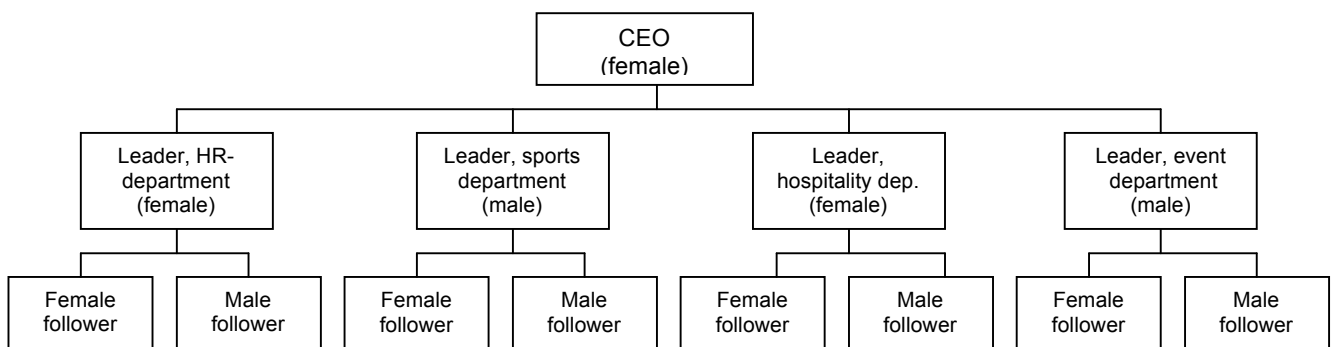 CEO
(female)
Leader, HR-
department
(female)
Leader, sports
department
(male)
Leader,
hospitality dep.
(female)
Leader, event
department
(male)
Female
follower
Male
follower
Female
follower
Male
follower
Female
follower
Male
follower
Female
follower
Male
follower